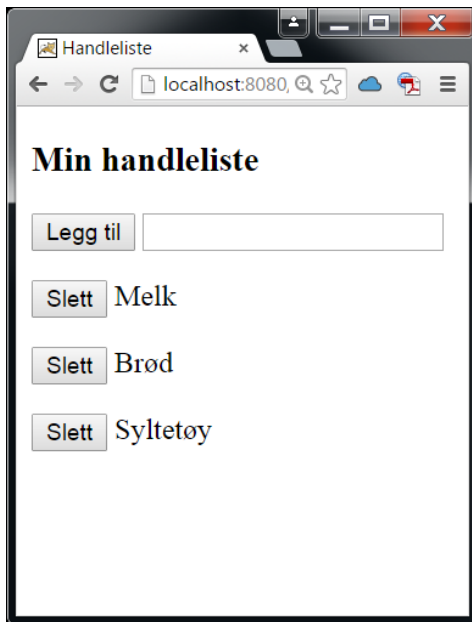 Handleliste
localhost:8080,
Min handleliste
Legg til
Slett Melk
Slett Brød
Slett Syltetøy